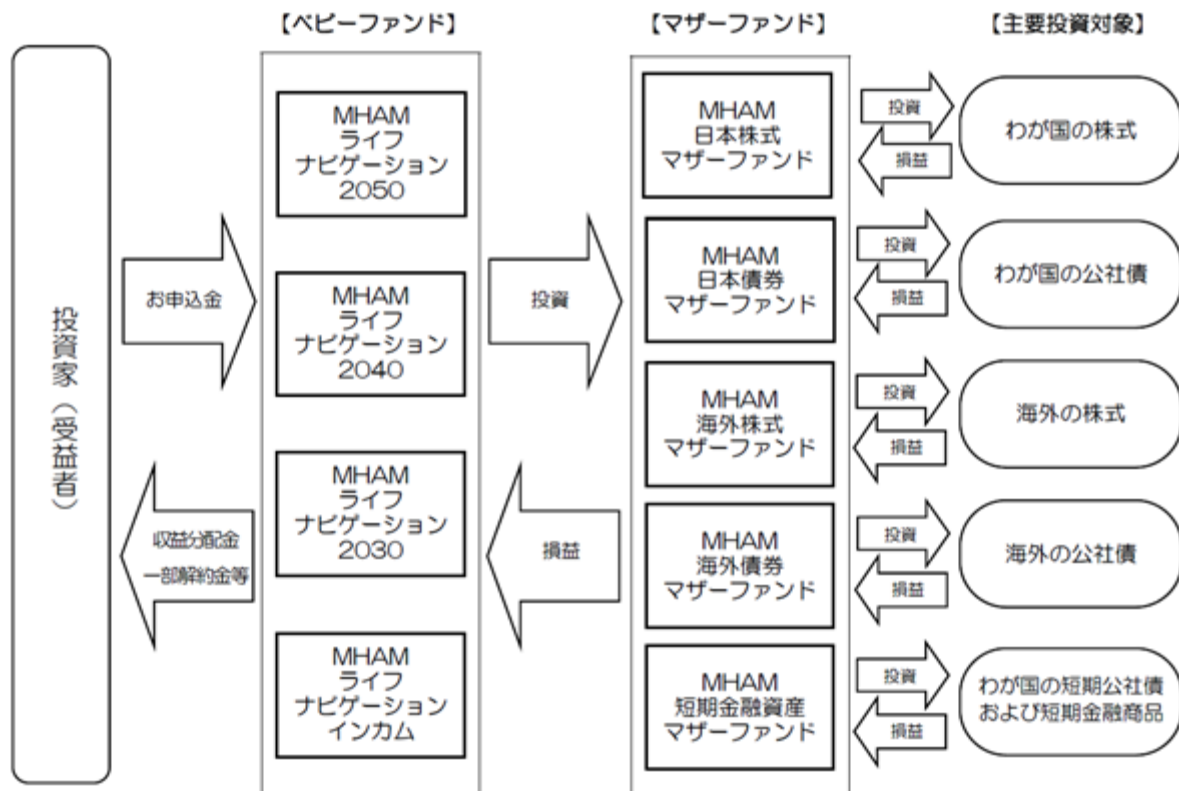 【ベビーファンド】
【マザーファンド】
【主要投資対象】
投資家（受益者）
お申込金
収益分配金
一部解約金等
MHAM
ライフ
ナビゲーション
2050
MHAM
ライフ
ナビゲーション
2040
MHAM
ライフ
ナビゲーション
2030
MHAM
ライフ
ナビゲーション
インカム
投資
損益
MHAM
日本株式
マザーファンド
投資
損益
わが国の株式
MHAM
日本債券
マザーファンド
投資
損益
わが国の公社債
MHAM
海外株式
マザーファンド
投資
損益
海外の株式
MHAM
海外債券
マザーファンド
投資
損益
海外の公社債
MHAM
短期金融資産
マザーファンド
投資
損益
わが国の短期公社債
および短期金融商品